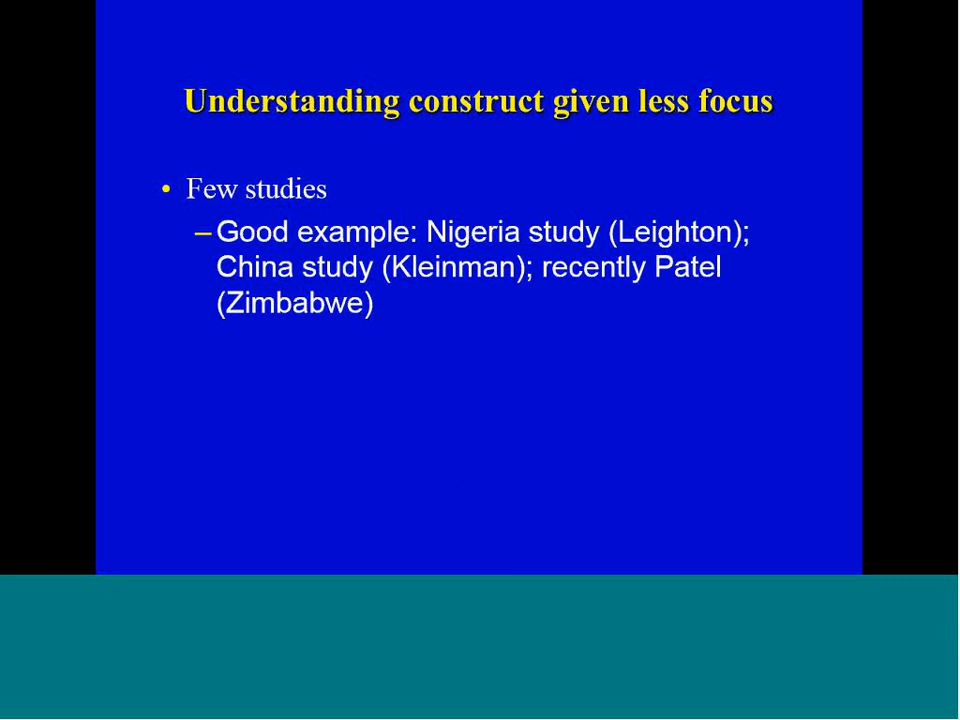 Understanding construct given less focus
• Few studies
– Good example: Nigeria study (Leighton);
China study (Kleinman); recently Patel
(Zimbabwe)